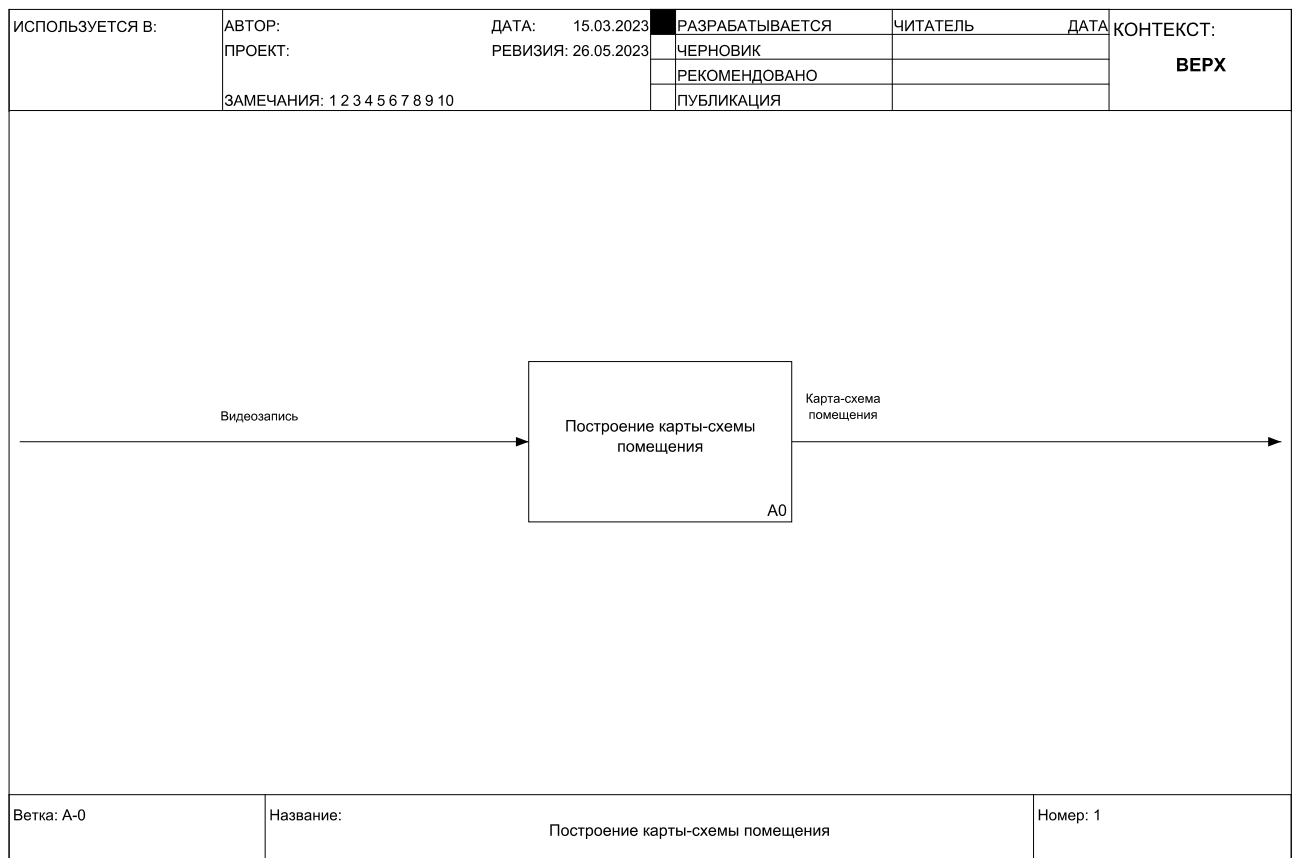 ИСПОЛЬЗУЕТСЯ В:
АВТОР:
ДАТА: 15.03.2023
ПРОЕКТ:
РЕВИЗИЯ: 26.05.2023
ЗАМЕЧАНИЯ: 1 2 3 4 5 6 7 8 9 10
РАЗРАБАТЫВАЕТСЯ
ЧЕРНОВИК
РЕКОМЕНДОВАНО
ПУБЛИКАЦИЯ
ЧИТАТЕЛЬ
ДАТА
КОНТЕКСТ:
ВЕРХ
Видеозапись
Построение карты-схемы
помещения
A0
Карта-схема
помещения
Ветка: A-0
Название:
Построение карты-схемы помещения
Номер: 1